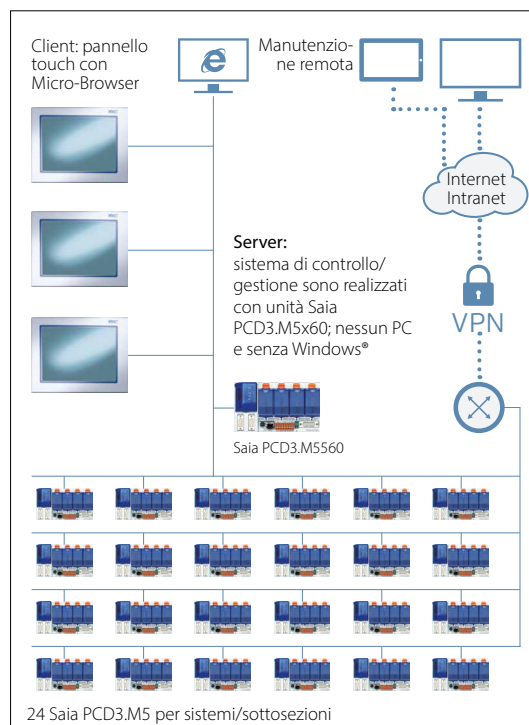 Client: pannello
touch con
Micro-Browser
Manutenzio-
ne remota
Internet
Intranet
VPN
Server:
sistema di controllo/
gestione sono realizzati
con unità Saia
PCD3.M5x60; nessun PC
e senza Windows®
Saia PCD3.M5560
24 Saia PCD3.M5 per sistemi/sottosezioni